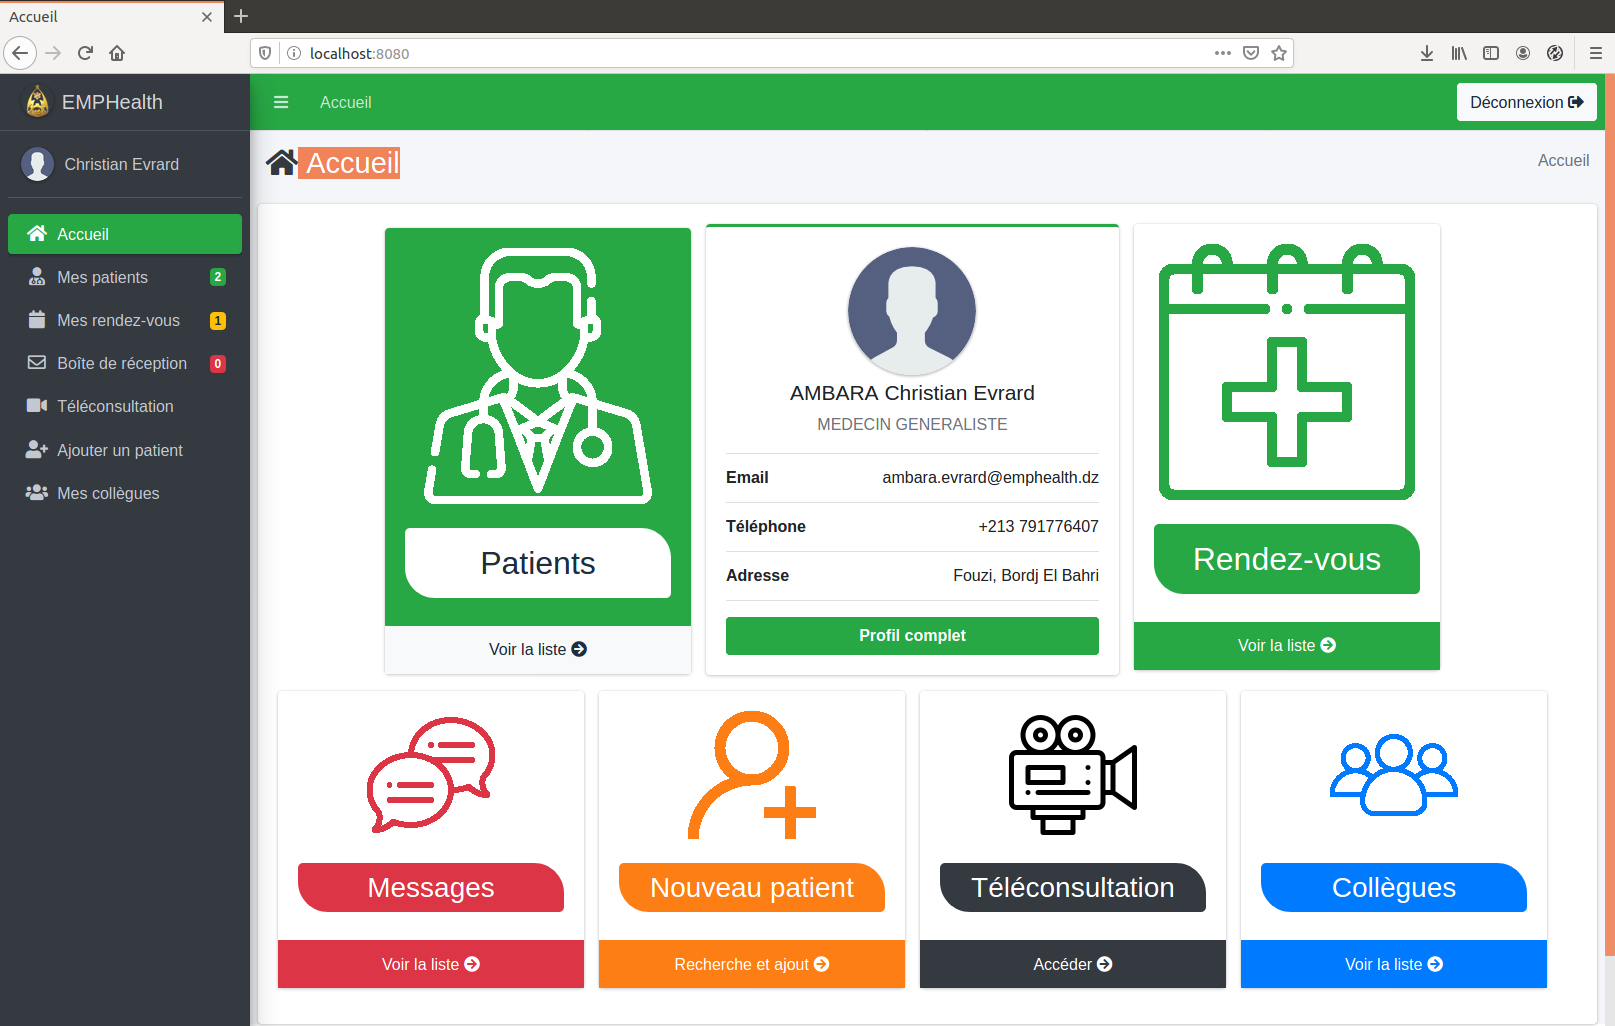 Accueil
localhost:8080
EMPHealth
Accueil
Déconnexion
Christian Evrard
Accueil
Accueil
Accueil
Mes patients 2
Mes rendez-vous 1
Boîte de réception 0
Téléconsultation
Ajouter un patient
Mes collègues
Patients
Voir la liste
AMBARA Christian Evrard
MEDECIN GENERALISTE
Email ambara.evrard@emphealth.dz
Téléphone +213 791776407
Adresse Fouzi, Bordj El Bahri
Profil complet
Rendez-vous
Voir la liste
Messages
Voir la liste
Nouveau patient
Recherche et ajout
Téléconsultation
Accéder
Collègues
Voir la liste